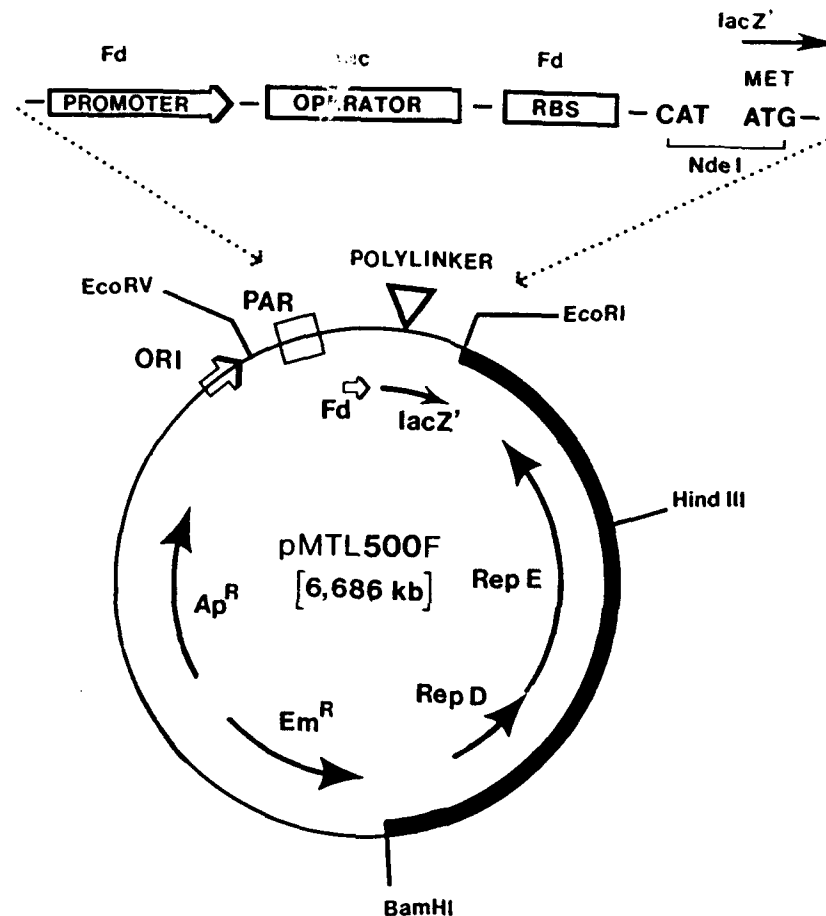 lacZ'
Fd Fd
PROMOTER OPERATOR RBS CAT MET ATG
Nde I
POLYLINKER
EcoRV PAR EcoRI
ORI
Fd lacZ'
Hind III
pMTL500F
[6,686 kb]
Rep E
Ap^R
Rep D
Em^R
BamHI